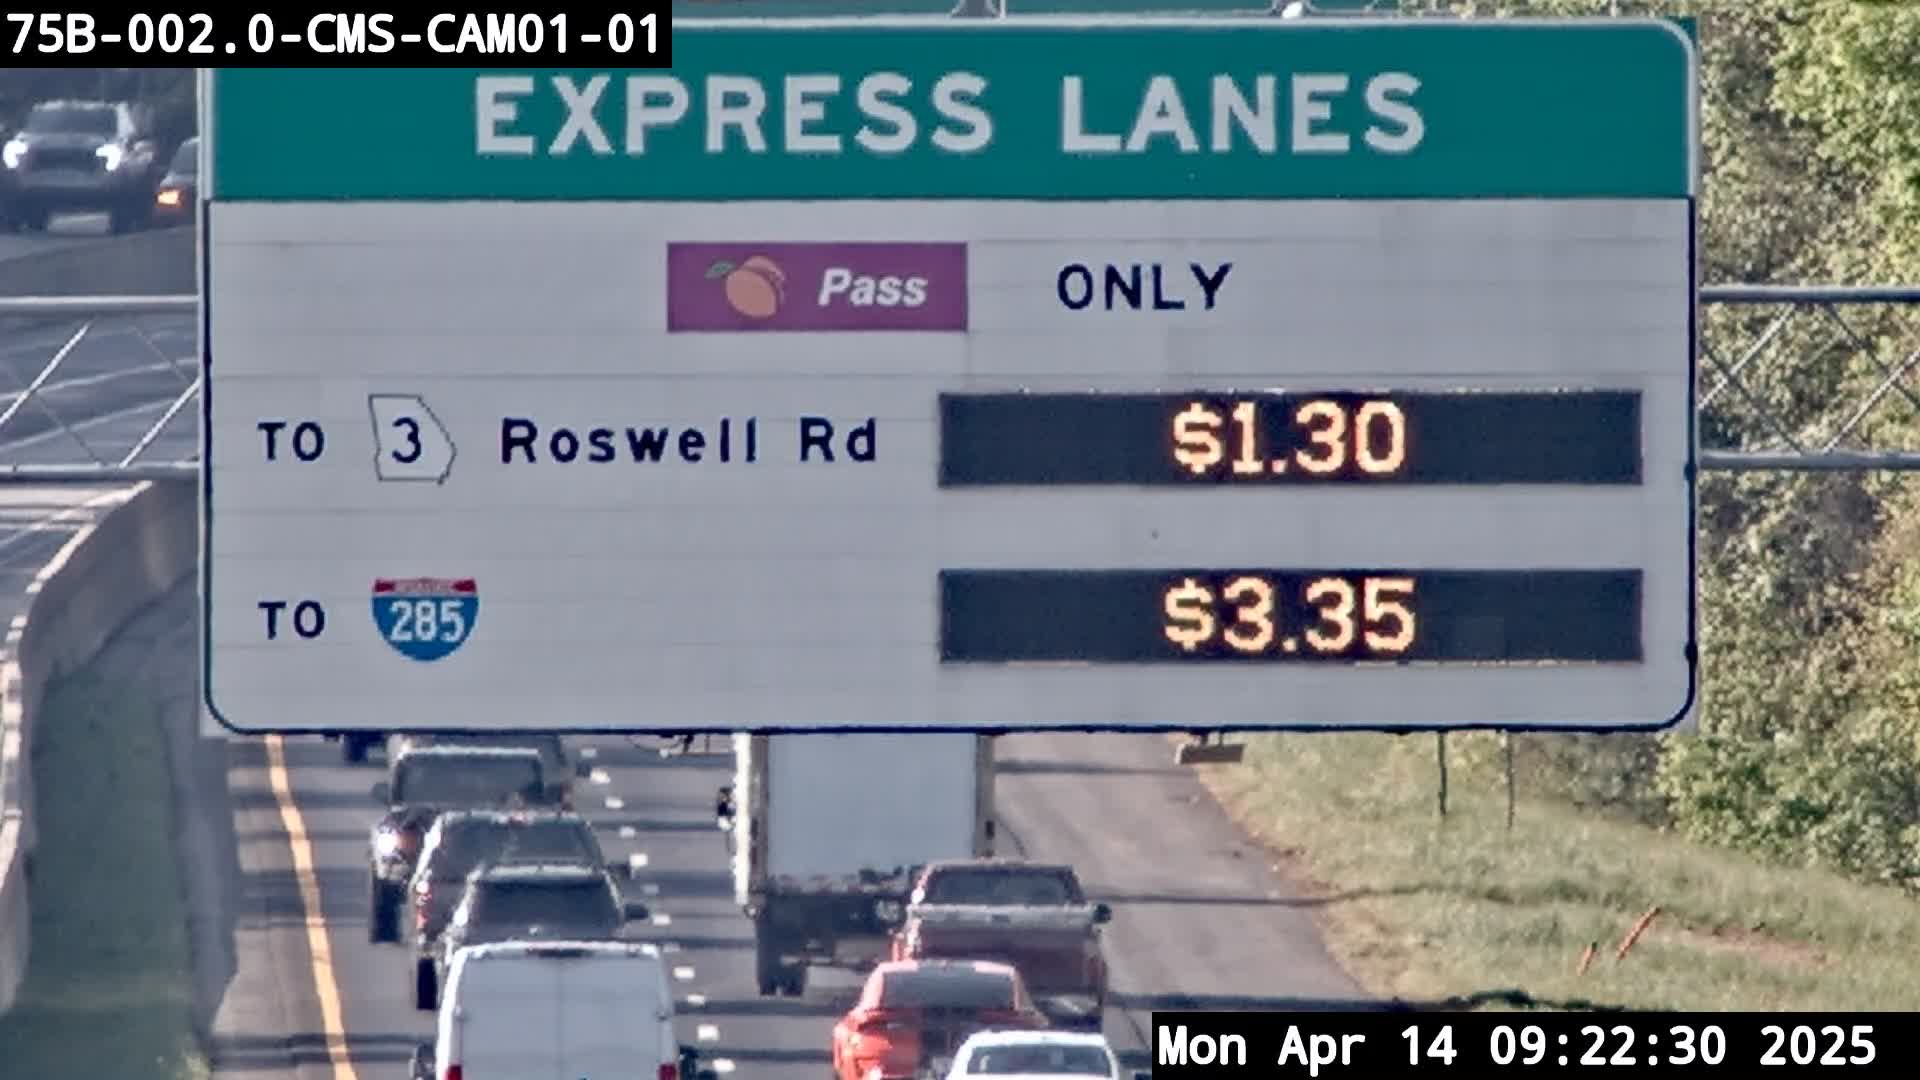 75B-002.0-CMS-CAM01-01
EXPRESS LANES
Pass ONLY
TO 3 Roswell Rd $1.30
TO 285 $3.35
Mon Apr 14 09:22:30 2025